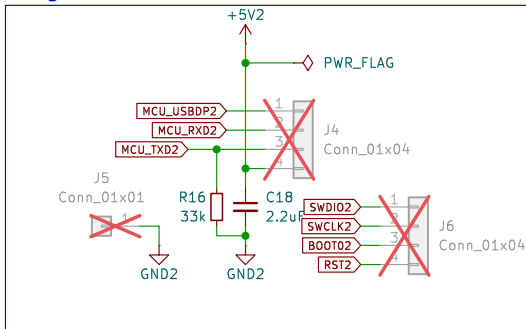 +5V2
PWR_FLAG
MCU_USBDP2
1
MCU_RXD2
2
J4
MCU_TXD2
3
Conn_01x04
4
J5
Conn_01x01
1
R16
33k
C18
2.2uF
SWDIO2
1
SWCLK2
2
J6
BOOT02
3
Conn_01x04
RST2
4
GND2
GND2